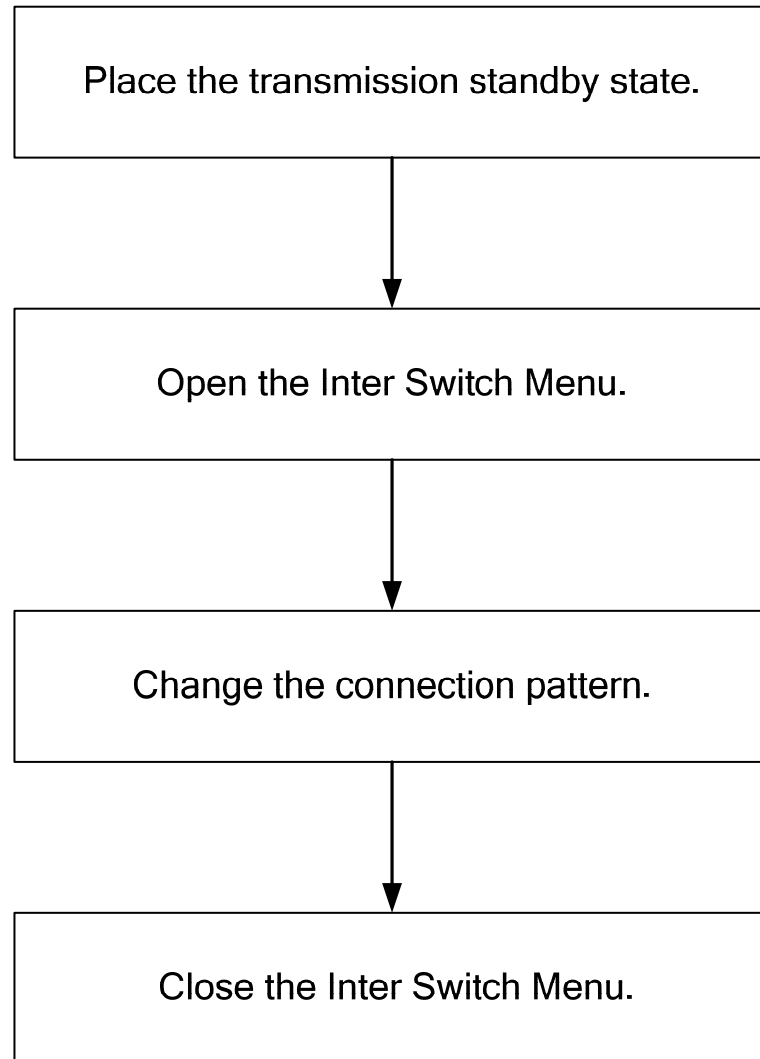 Place the transmission standby state.
Open the Inter Switch Menu.
Change the connection pattern.
Close the Inter Switch Menu.